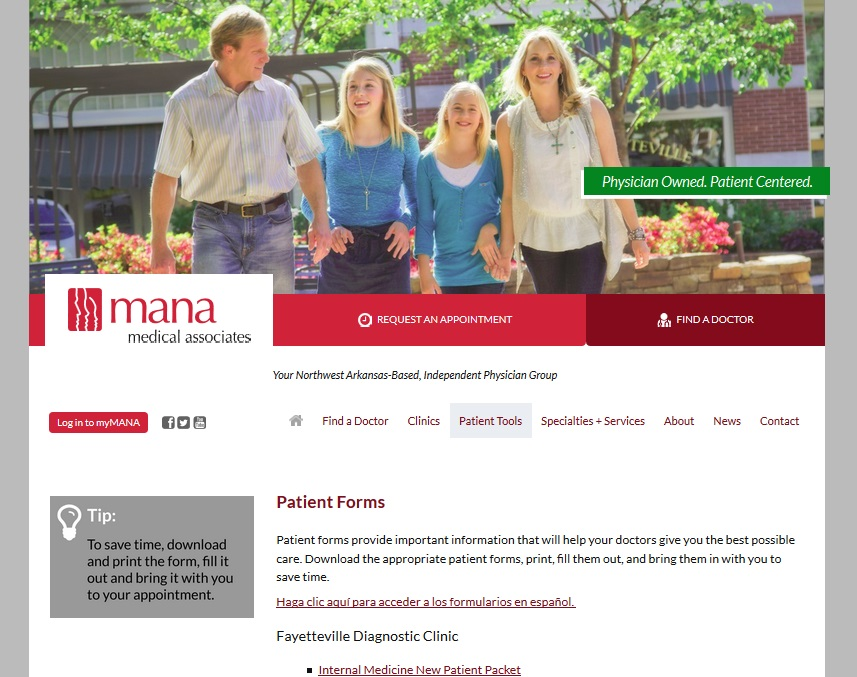 TEVILLE
Physician Owned. Patient Centered.
mana
medical associates
REQUEST AN APPOINTMENT
FIND A DOCTOR
Your Northwest Arkansas-Based, Independent Physician Group
Log in to myMANA
Find a Doctor
Clinics
Patient Tools
Specialties + Services
About
News
Contact
Tip:
To save time, download
and print the form, fill it
out and bring it with you
to your appointment.
Patient Forms
Patient forms provide important information that will help your doctors give you the best possible
care. Download the appropriate patient forms, print, fill them out, and bring them in with you to
save time.
Haga clic aquí para acceder a los formularios en español.
Fayetteville Diagnostic Clinic
Internal Medicine New Patient Packet